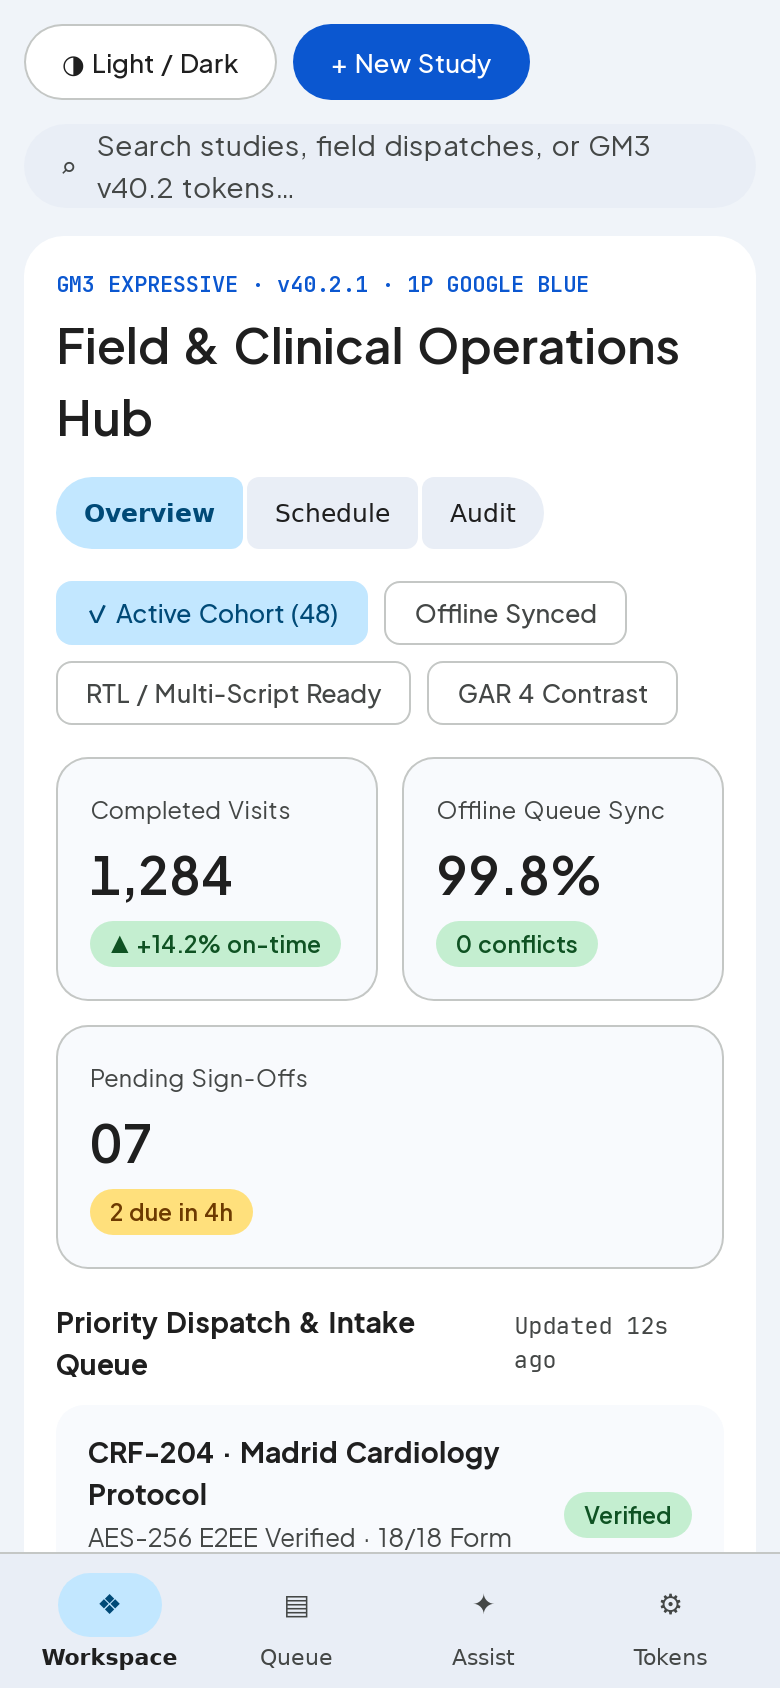 ◑ Light / Dark
+ New Study
Search studies, field dispatches, or GM3
v40.2 tokens…
GM3 EXPRESSIVE · v40.2.1 · 1P GOOGLE BLUE
Field & Clinical Operations
Hub
Overview
Schedule
Audit
✓ Active Cohort (48)
Offline Synced
RTL / Multi-Script Ready
GAR 4 Contrast
Completed Visits
1,284
▲ +14.2% on-time
Offline Queue Sync
99.8%
0 conflicts
Pending Sign-Offs
07
2 due in 4h
Priority Dispatch & Intake
Queue
Updated 12s
ago
CRF-204 · Madrid Cardiology
Protocol
AES-256 E2EE Verified · 18/18 Form
Verified
Workspace
Queue
Assist
Tokens